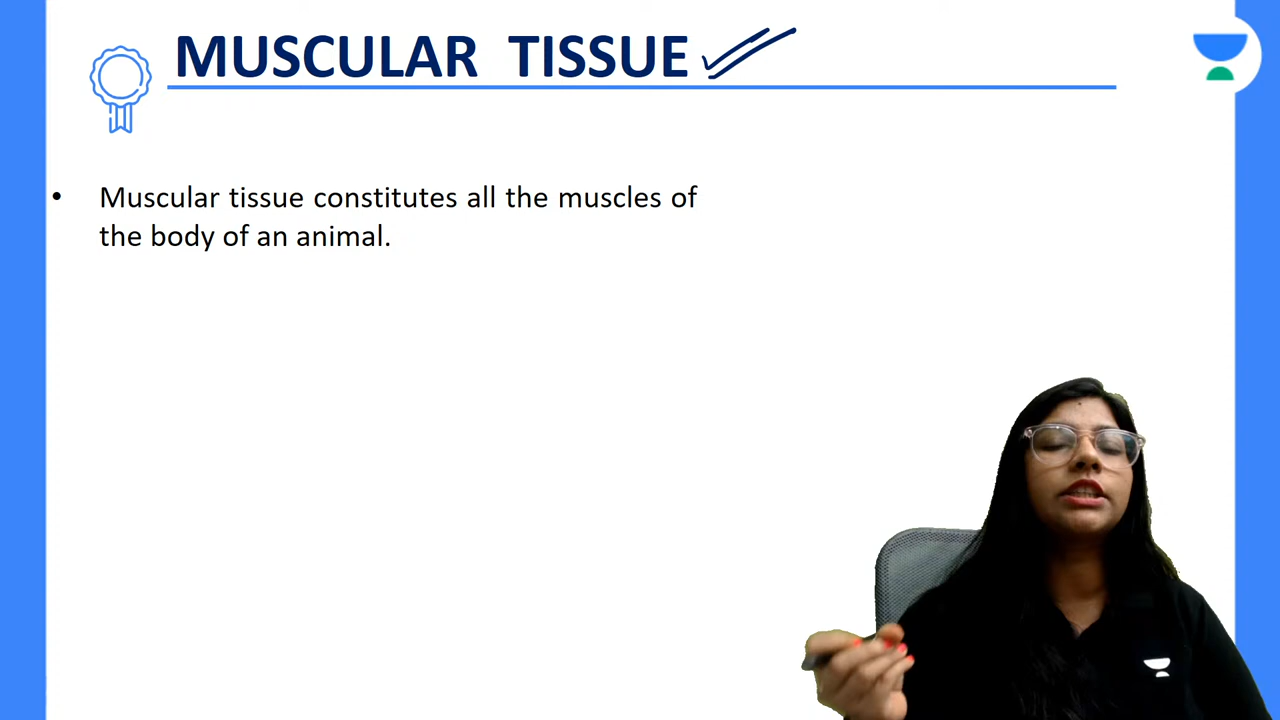 MUSCULAR TISSUE
• Muscular tissue constitutes all the muscles of
the body of an animal.